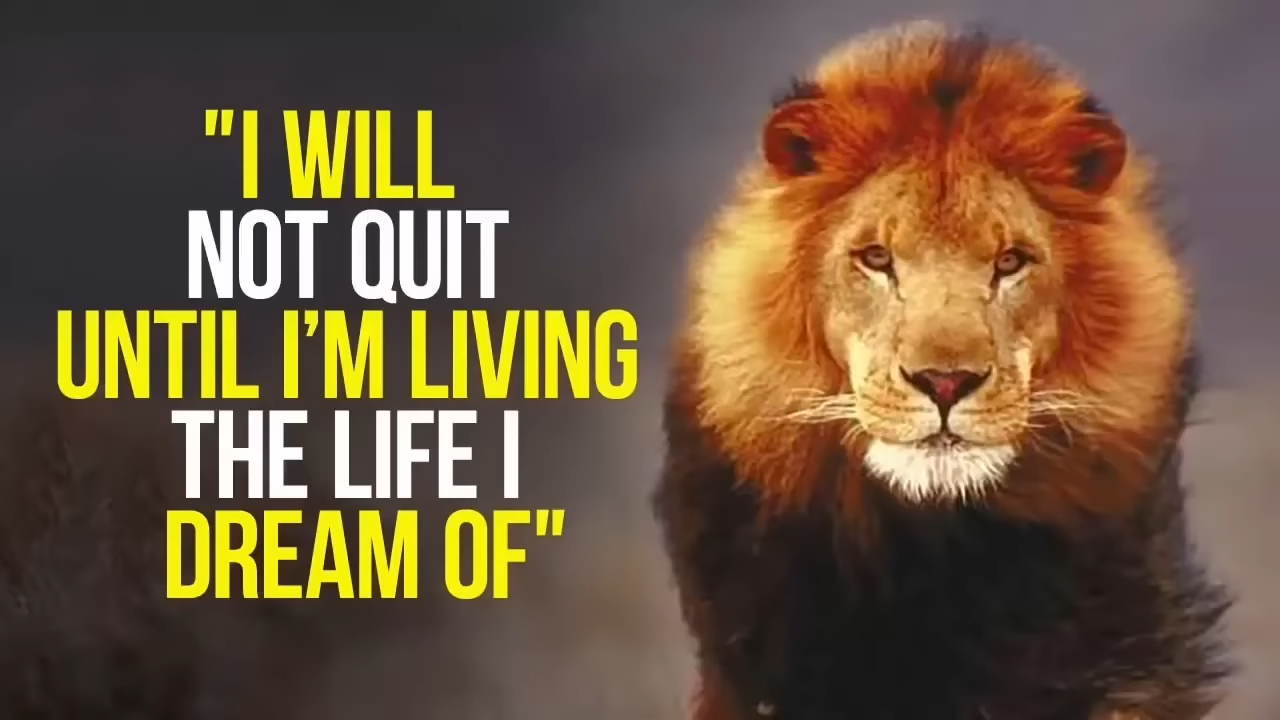 "I WILL
NOT QUIT
UNTIL I’M LIVING
THE LIFE I
DREAM OF"